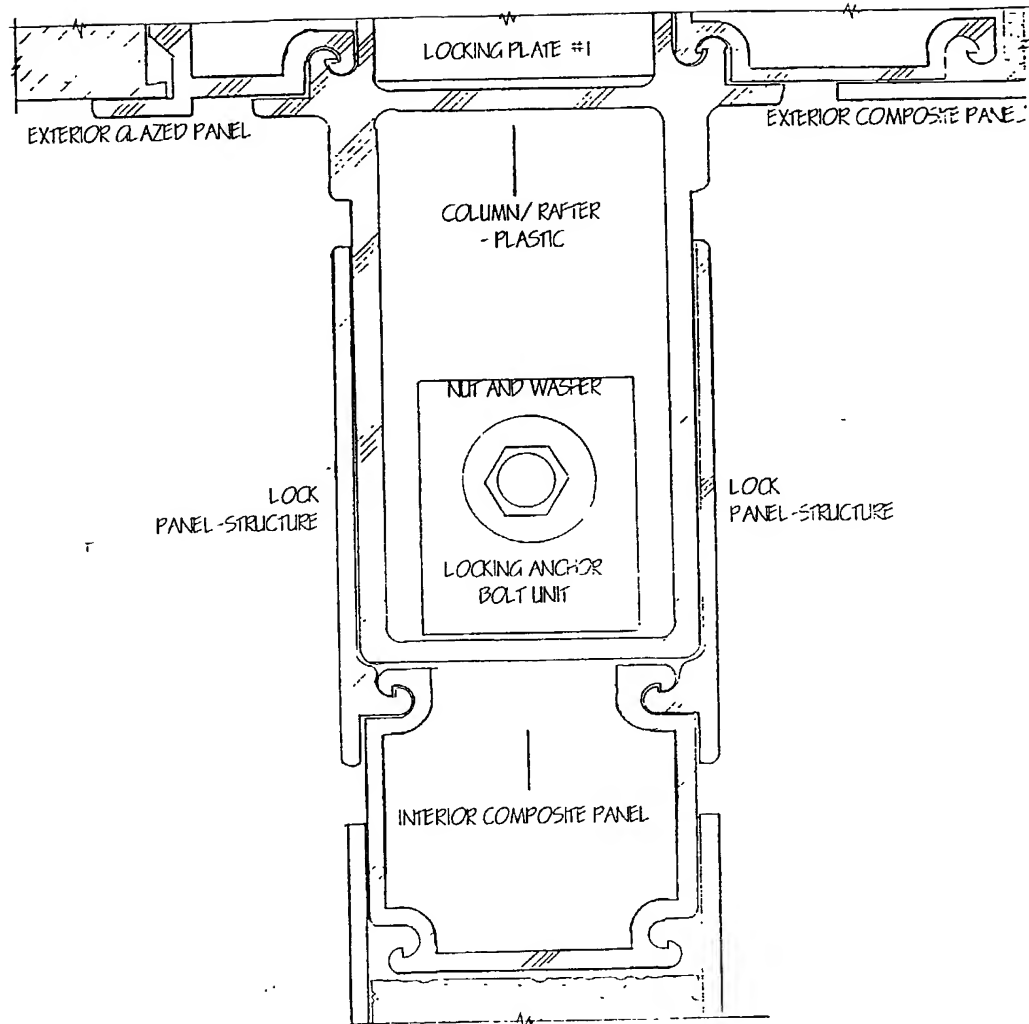 LOCKING PLATE #1
EXTERIOR GLAZED PANEL
EXTERIOR COMPOSITE PANEL
COLUMN/ RAFTER
- PLASTIC
NUT AND WASHER
LOCK
PANEL-STRUCTURE
LOCK
PANEL-STRUCTURE
LOCKING ANCHOR
BOLT UNIT
INTERIOR COMPOSITE PANEL